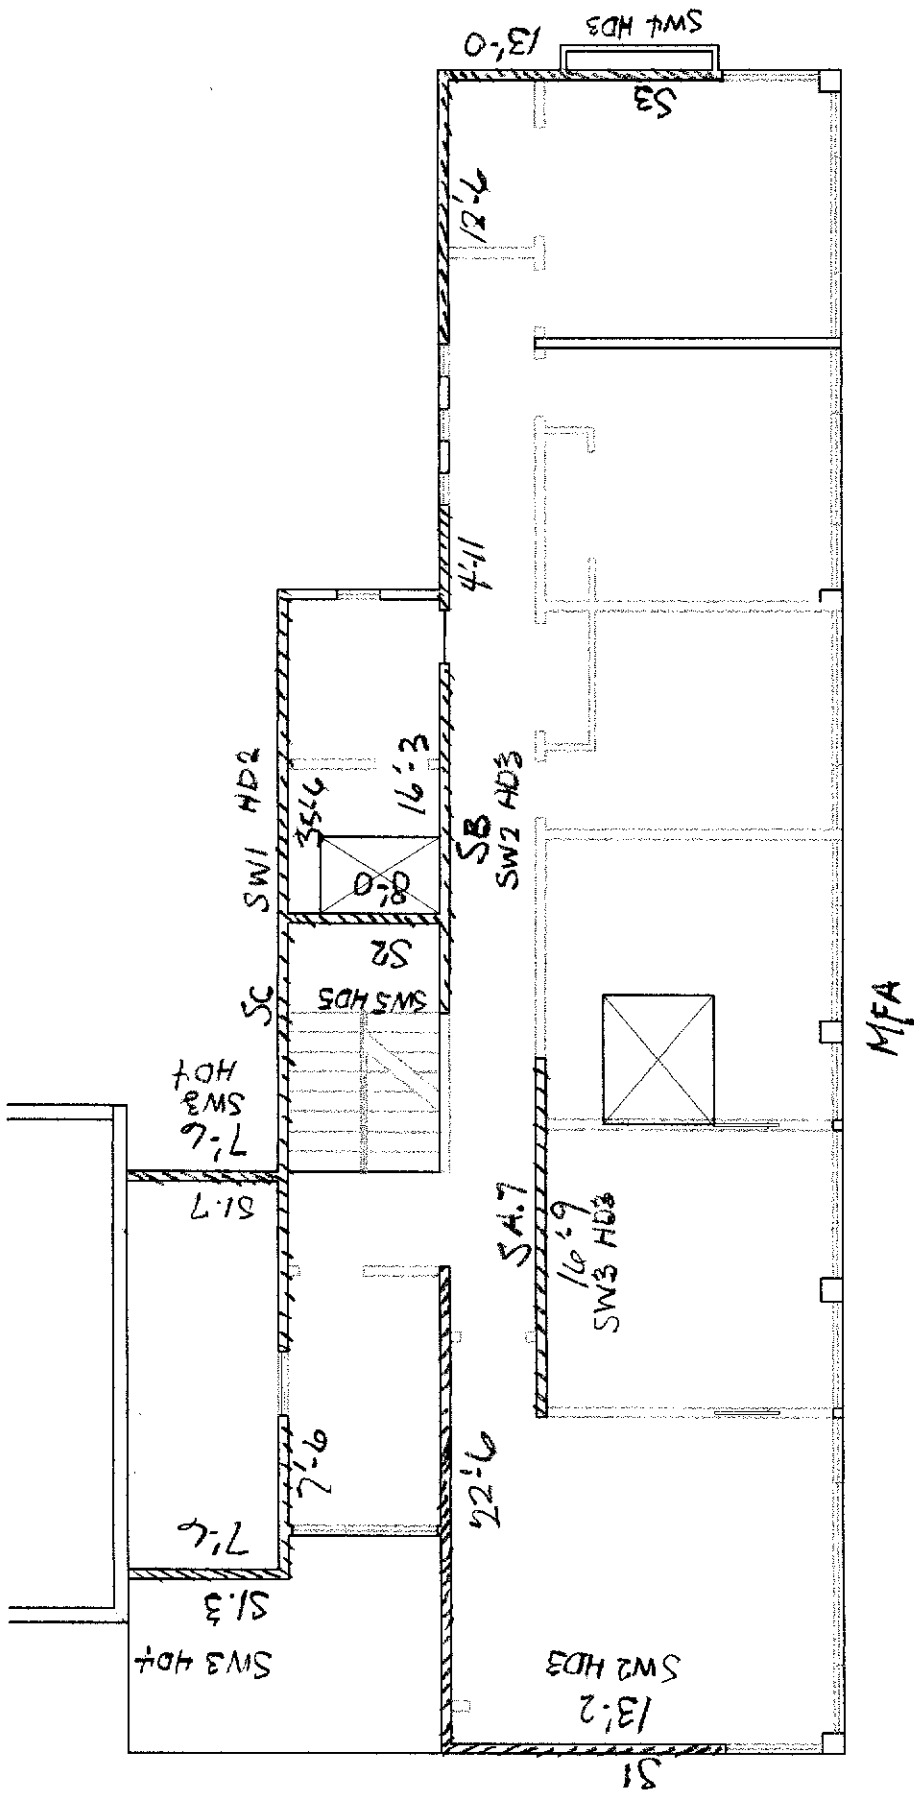 13'-0
SW4 HD3
S3
12'-6
4'-11
SW1 HD2
35'-6
16'-3
SB
SW2 HD3
8'-0
S2
SW5 HD5
SC
7'-6
SW3
HD4
S1.7
SA.7
16'-9
SW3 HD3
MFA
7'-6
22'-6
7'-6
S1.3
SW3 HD4
13'-2
SW2 HD3
S1